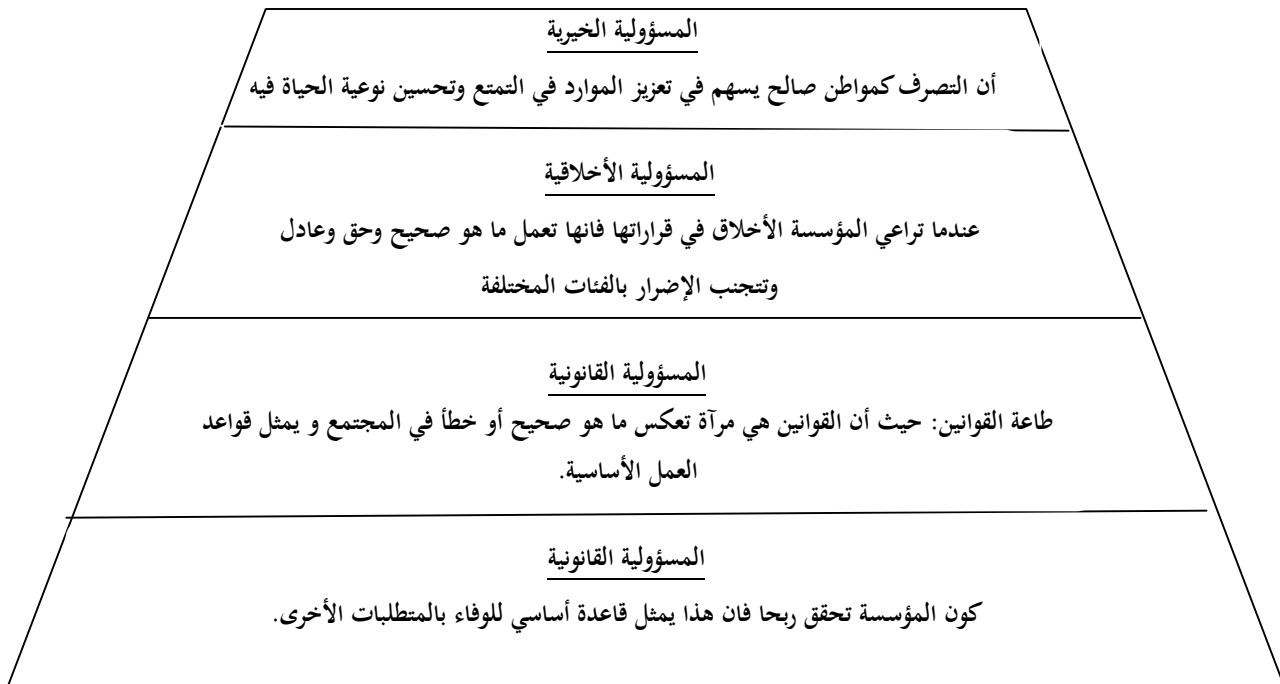 المسؤولية الخيرية
أن التصرف كمواطن صالح يسهم في تعزيز الموارد في التمتع وتحسين نوعية الحياة فيه
المسؤولية الأخلاقية
عندما تراعي المؤسسة الأخلاق في قراراتها فانها تعمل ما هو صحيح وحق وعادل
وتتجنب الإضرار بالفئات المختلفة
المسؤولية القانونية
طاعة القوانين: حيث أن القوانين هي مرآة تعكس ما هو صحيح أو خطأ في المجتمع و يمثل قواعد
العمل الأساسية.
المسؤولية القانونية
كون المؤسسة تحقق ربحا فان هذا يمثل قاعدة أساسي للوفاء بالمتطلبات الأخرى.